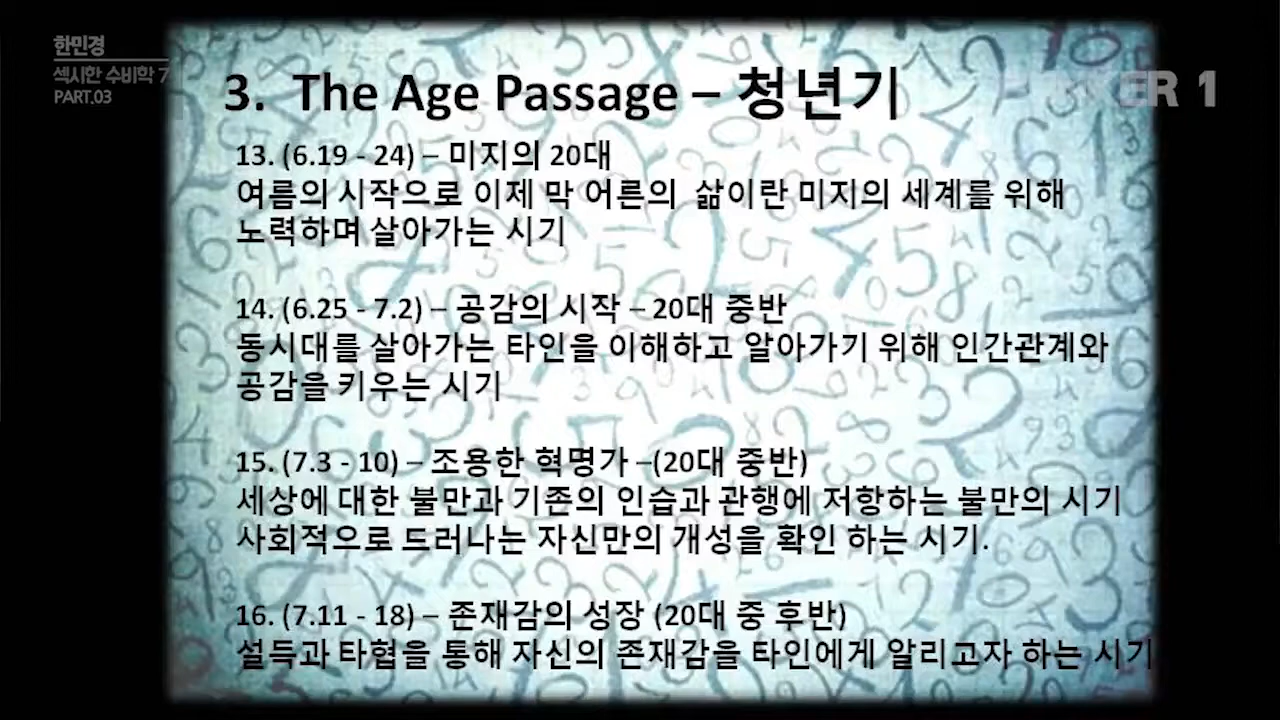 한민경
섹시한 수비학
PART.03
3. The Age Passage – 청년기
13. (6.19 - 24) – 미지의 20대
여름의 시작으로 이제 막 어른의 삶이란 미지의 세계를 위해
노력하며 살아가는 시기
14. (6.25 - 7.2) – 공감의 시작 – 20대 중반
동시대를 살아가는 타인을 이해하고 알아가기 위해 인간관계와
공감을 키우는 시기
15. (7.3 - 10) – 조용한 혁명가 –(20대 중반)
세상에 대한 불만과 기존의 인습과 관행에 저항하는 불만의 시기
사회적으로 드러나는 자신만의 개성을 확인 하는 시기.
16. (7.11 - 18) – 존재감의 성장 (20대 중 후반)
설득과 타협을 통해 자신의 존재감을 타인에게 알리고자 하는 시기